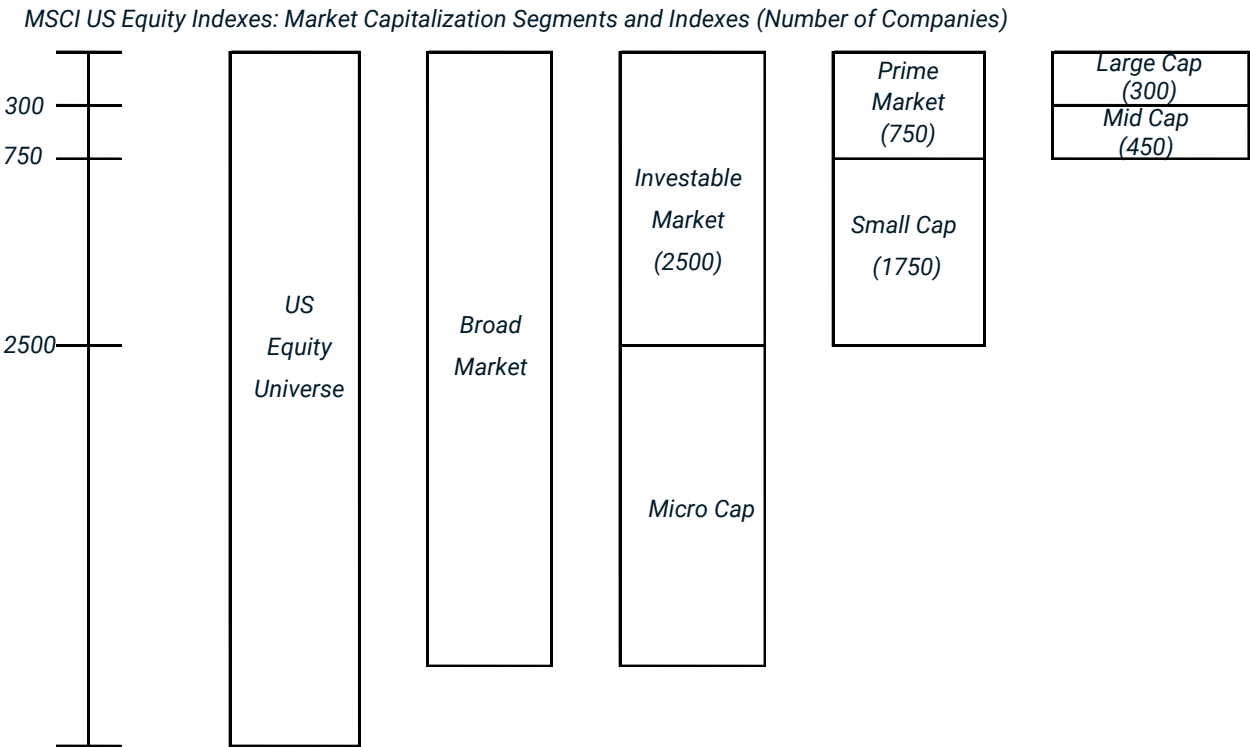 MSCI US Equity Indexes: Market Capitalization Segments and Indexes (Number of Companies)
300
750
2500
US
Equity
Universe
Broad
Market
Investable
Market
(2500)
Micro Cap
Prime
Market
(750)
Small Cap
(1750)
Large Cap
(300)
Mid Cap
(450)